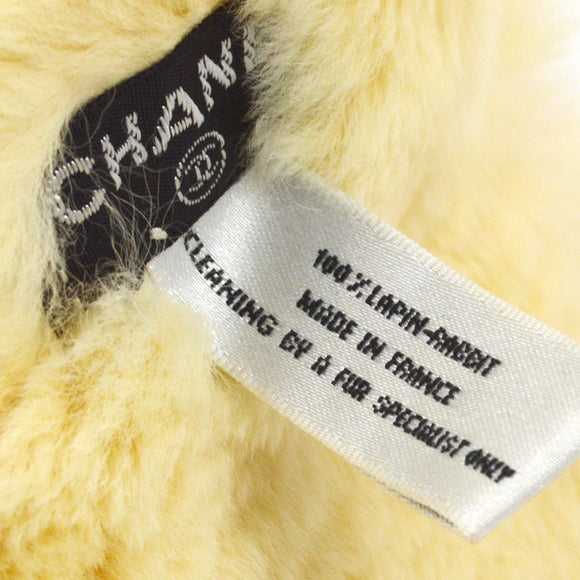 CHAN
100% LAPIN-RABBIT
MADE IN FRANCE
CLEANING BY A FUR SPECIALIST ONLY